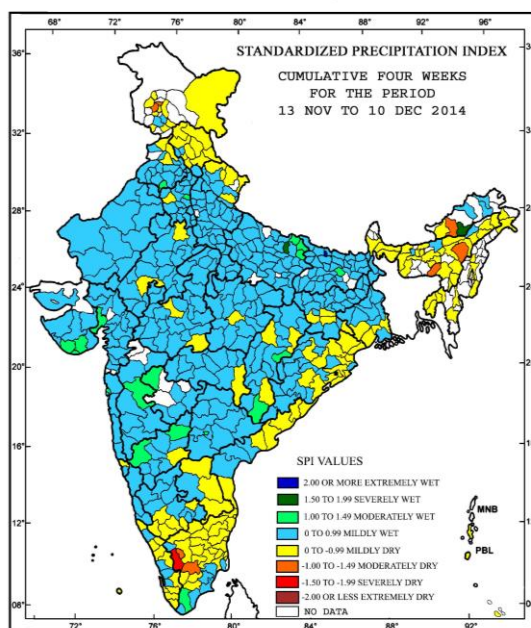 68° 72° 76° 80° 84° 88° 92° 96°
36°
STANDARDIZED PRECIPITATION INDEX
CUMULATIVE FOUR WEEKS
FOR THE PERIOD
13 NOV TO 10 DEC 2014
32°
28°
24°
20°
16°
12°
08°
SPI VALUES
2.00 OR MORE EXTREMELY WET
1.50 TO 1.99 SEVERELY WET
1.00 TO 1.49 MODERATELY WET
0 TO 0.99 MILDLY WET
0 TO -0.99 MILDLY DRY
-1.00 TO -1.49 MODERATELY DRY
-1.50 TO -1.99 SEVERELY DRY
-2.00 OR LESS EXTREMELY DRY
NO DATA
MNB
PBL
76° 80° 84° 88° 92°